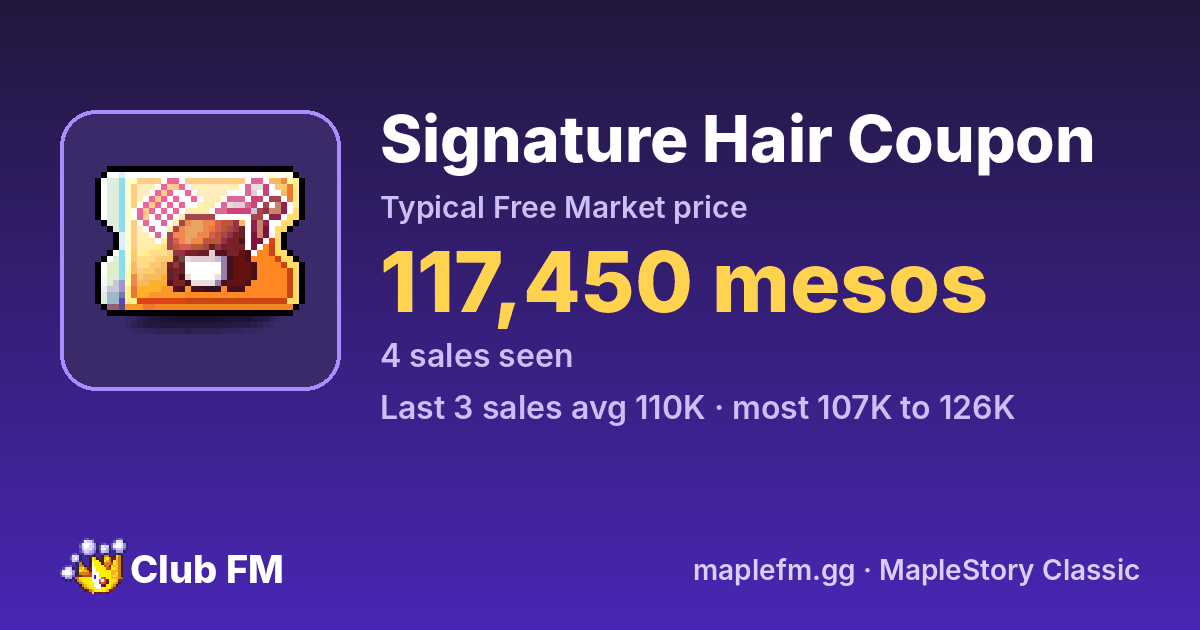 Signature Hair Coupon
Typical Free Market price
117,450 mesos
4 sales seen
Last 3 sales avg 110K · most 107K to 126K
Club FM
maplefm.gg · MapleStory Classic